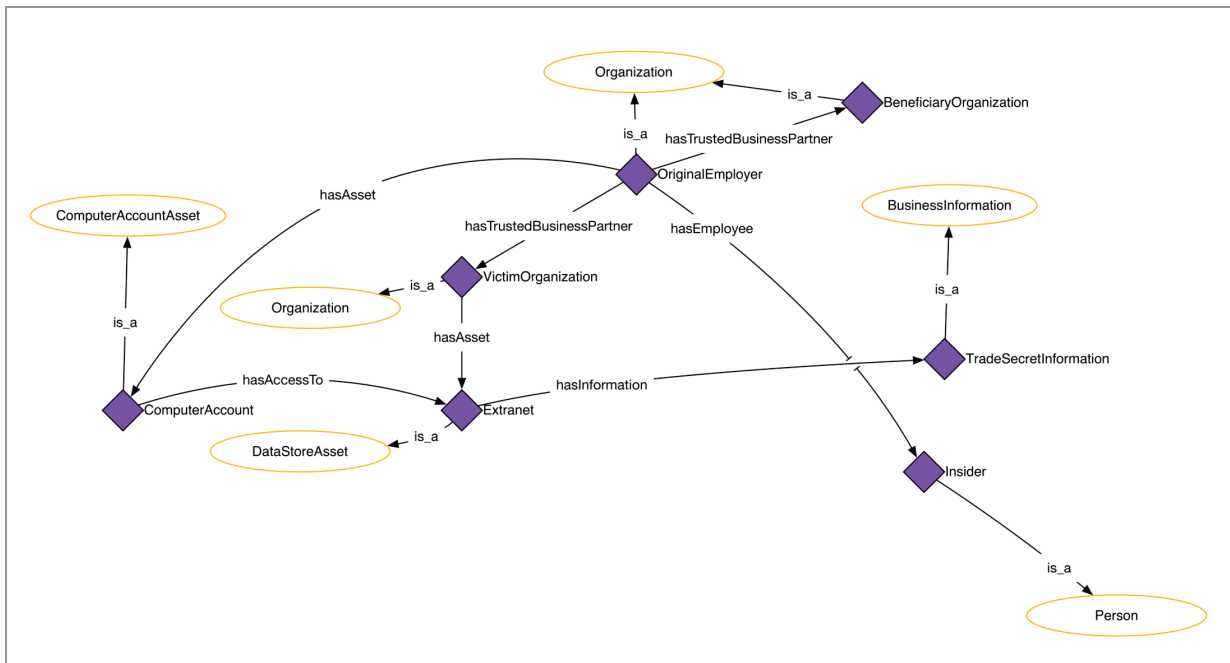 Organization
is_a
BeneficiaryOrganization
is_a
hasTrustedBusinessPartner
OriginalEmployer
hasAsset
ComputerAccountAsset
BusinessInformation
hasTrustedBusinessPartner
hasEmployee
VictimOrganization
is_a
is_a
Organization
is_a
hasAsset
TradeSecretInformation
hasAccessTo
hasInformation
ComputerAccount
Extranet
is_a
DataStoreAsset
Insider
is_a
Person